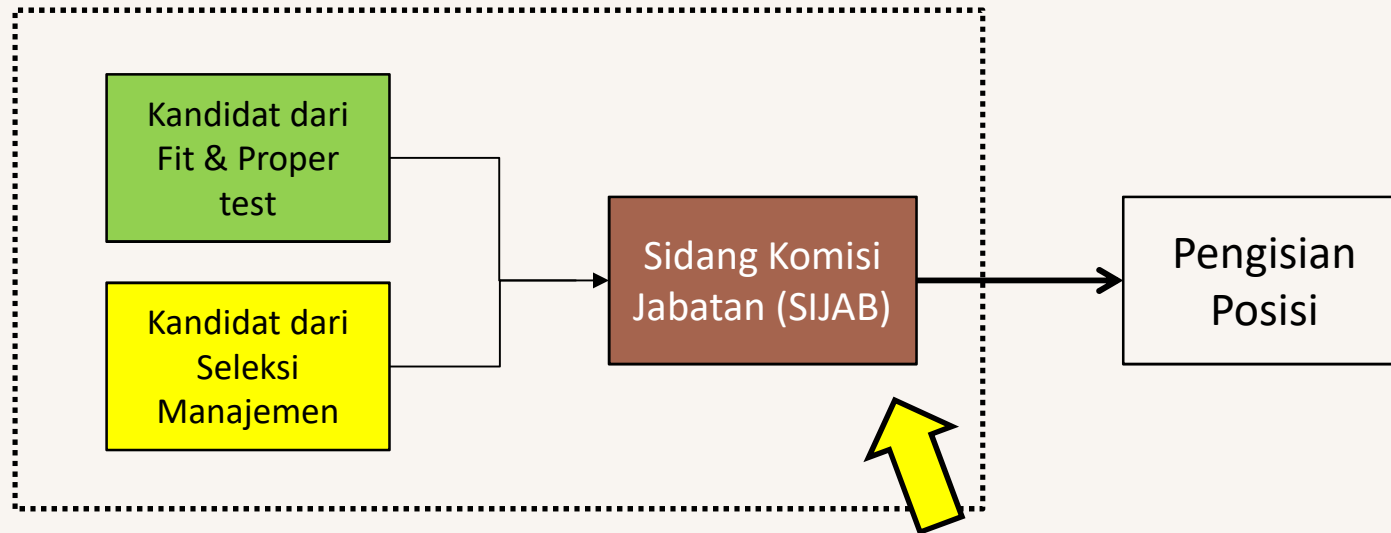 Kandidat dari
Fit & Proper
test
Kandidat dari
Seleksi
Manajemen
Sidang Komisi
Jabatan (SIJAB)
Pengisian
Posisi